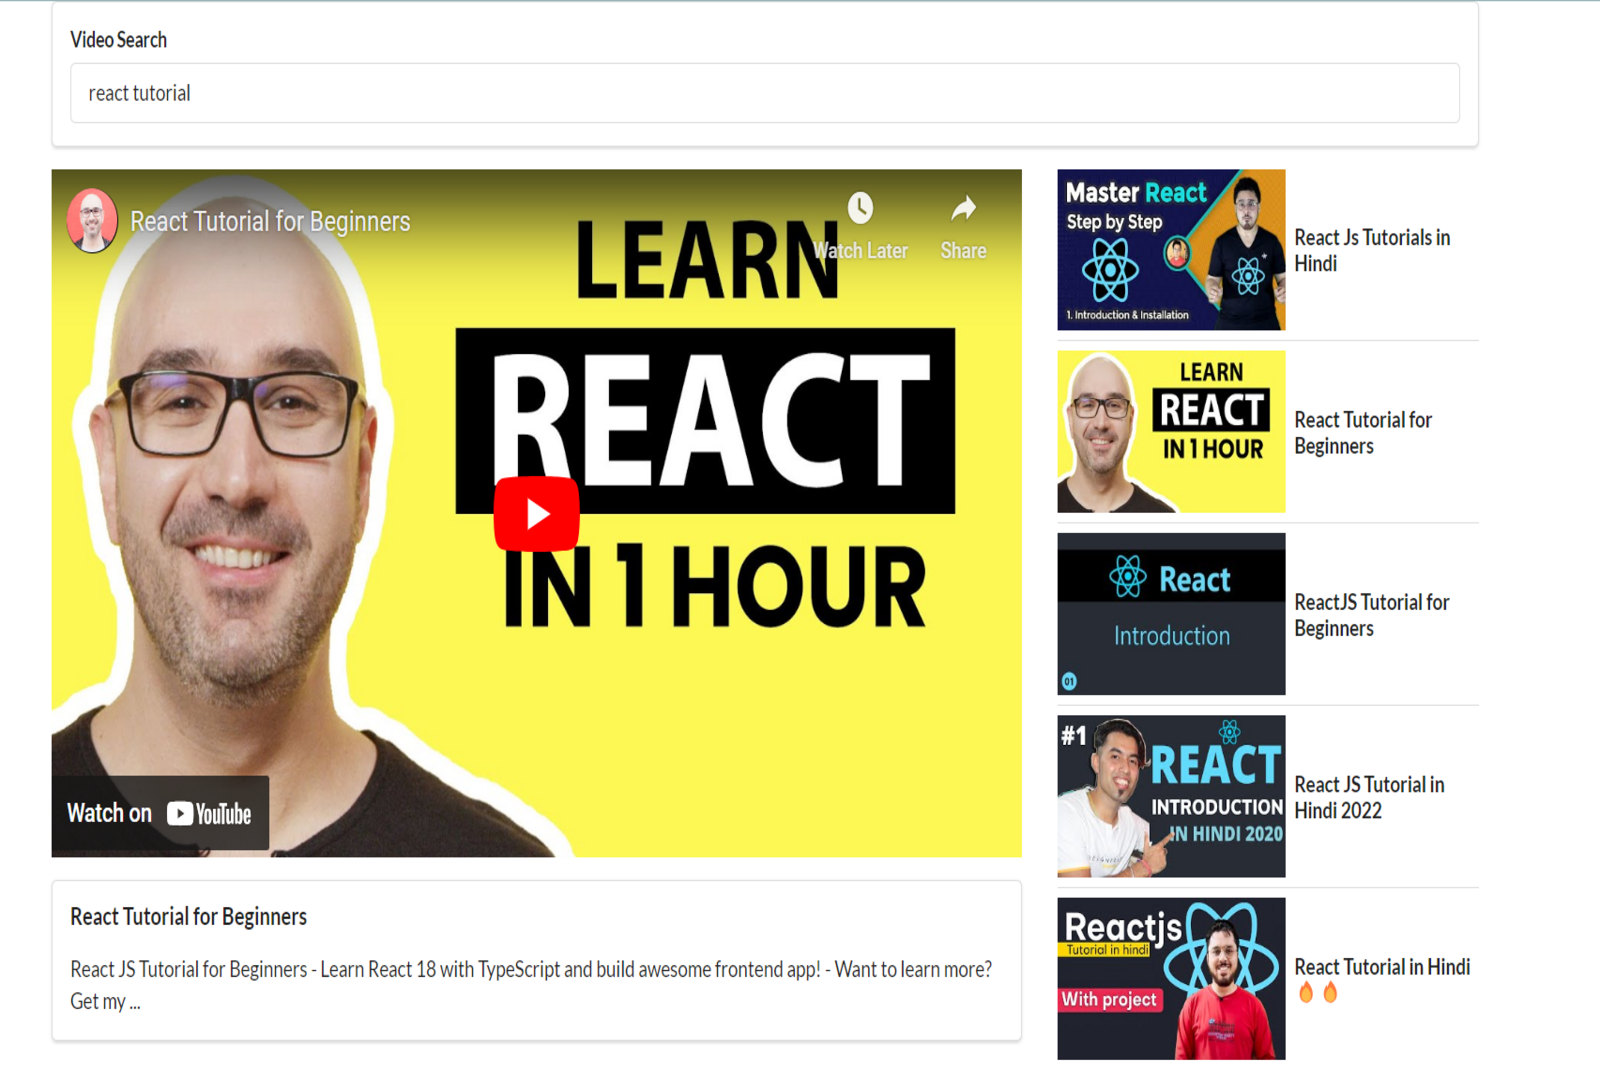 Video Search
react tutorial
React Tutorial for Beginners
Watch Later
Share
LEARN
REACT
IN 1 HOUR
Watch on YouTube
React Tutorial for Beginners
React JS Tutorial for Beginners - Learn React 18 with TypeScript and build awesome frontend app! - Want to learn more?
Get my ...
Master React
Step by Step
1. Introduction & Installation
React Js Tutorials in
Hindi
LEARN
REACT
IN 1 HOUR
React Tutorial for
Beginners
React
Introduction
01
ReactJS Tutorial for
Beginners
#1
REACT
INTRODUCTION
IN HINDI 2020
React JS Tutorial in
Hindi 2022
Reactjs
Tutorial in hindi
With project
React Tutorial in Hindi
🔥 🔥